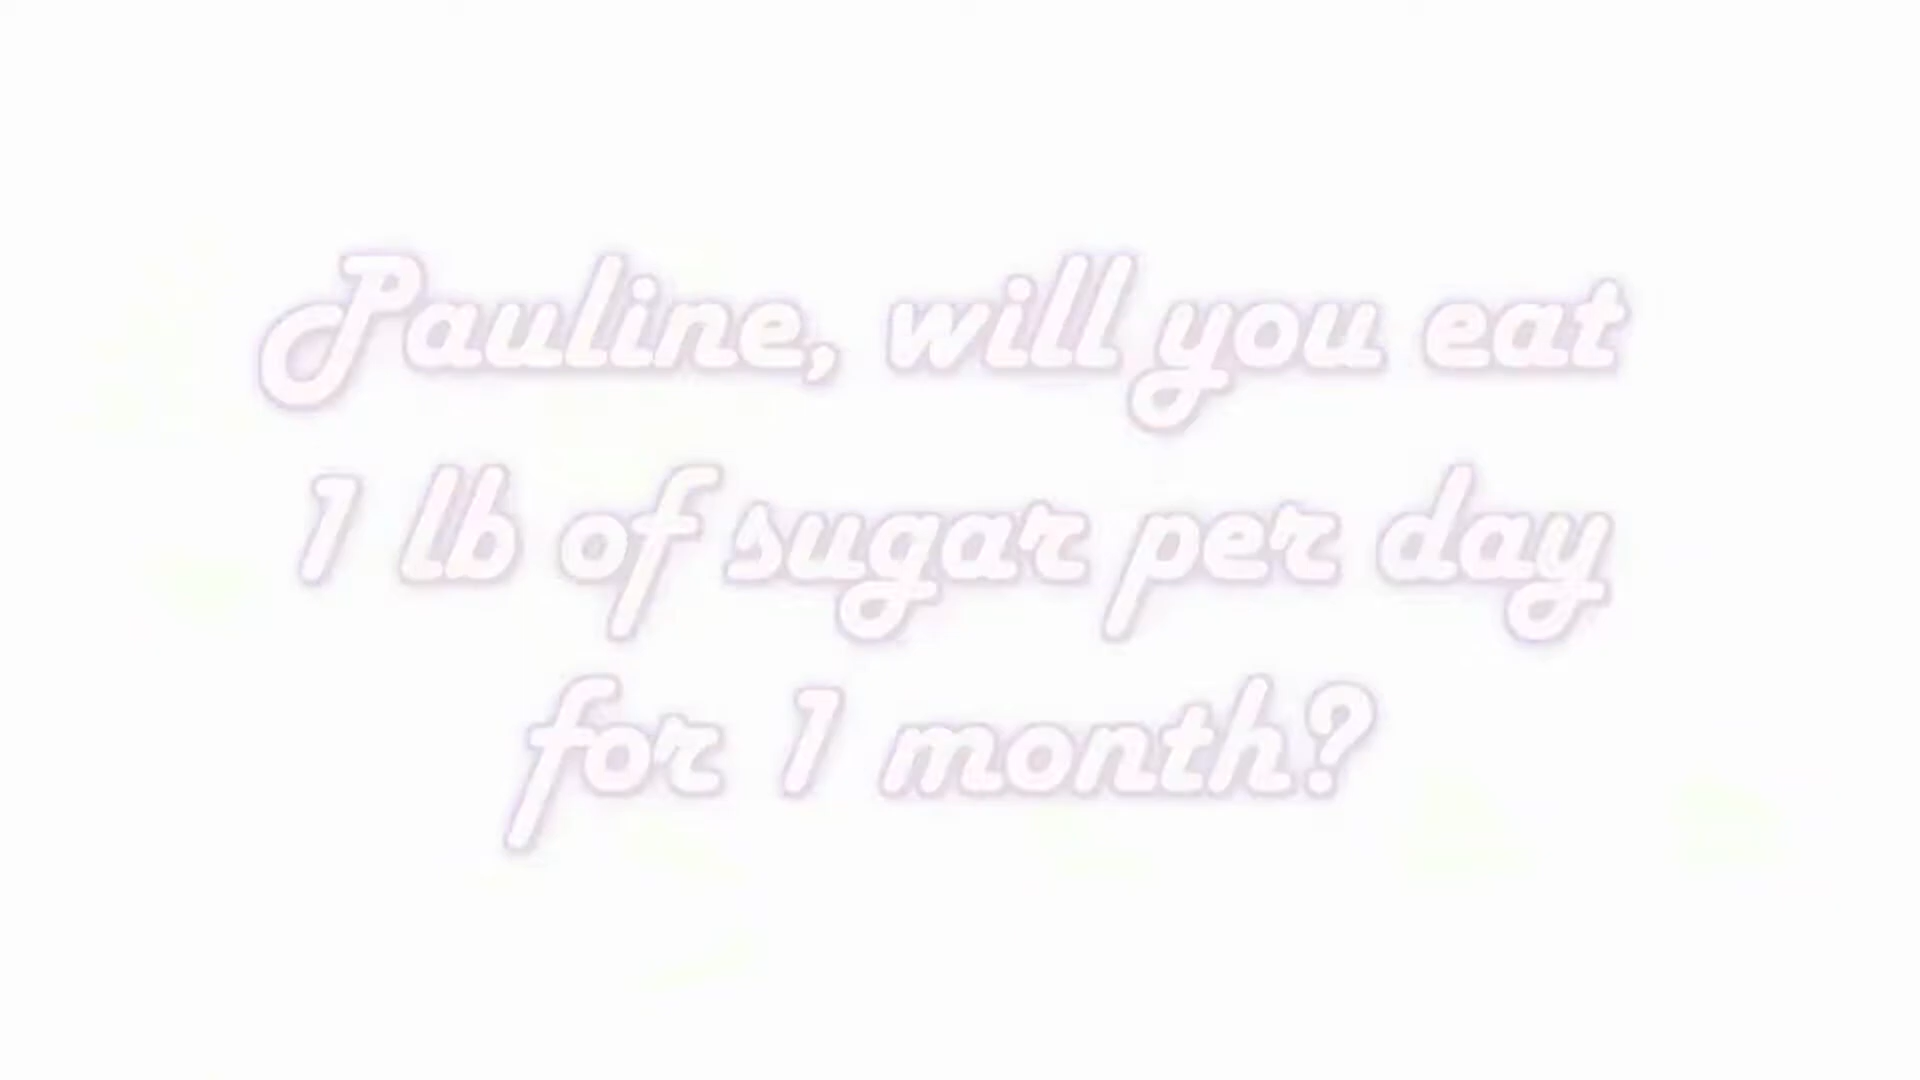 Pauline, will you eat
1 lb of sugar per day
for 1 month?